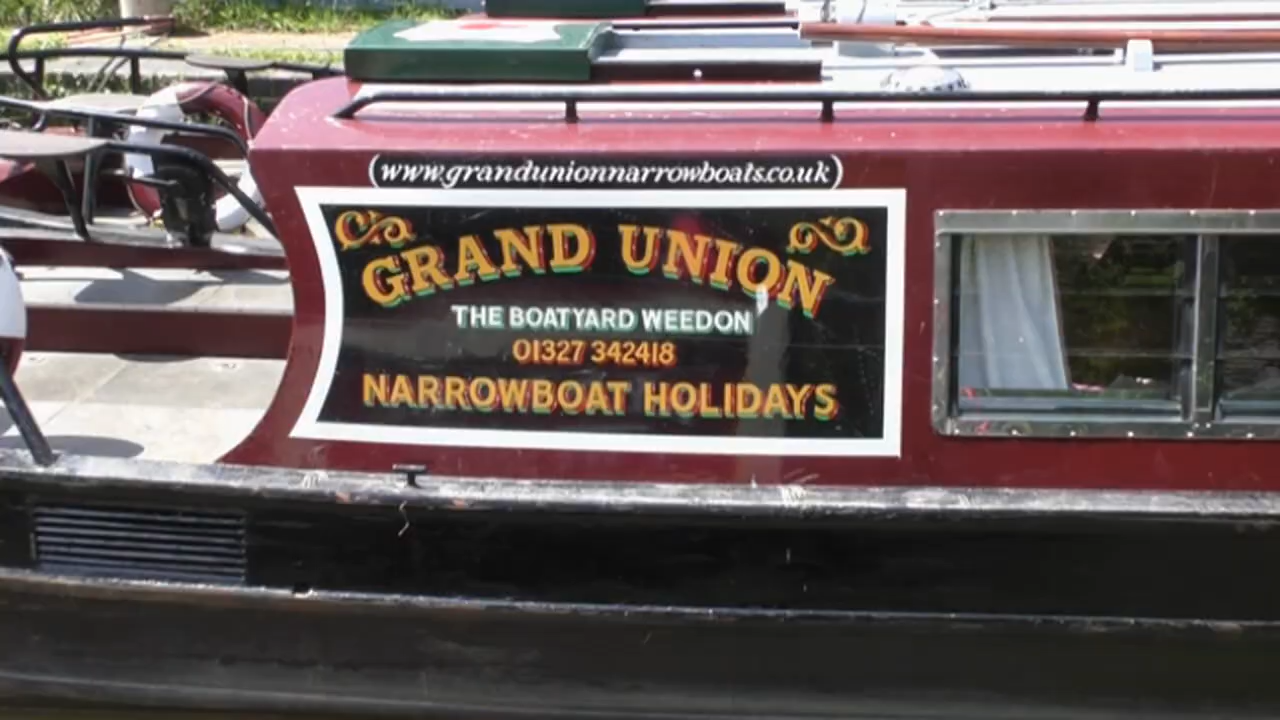 (www.grandunionnarrowboats.co.uk)
GRAND UNION
THE BOATYARD WEEDON
01327 342418
NARROWBOAT HOLIDAYS